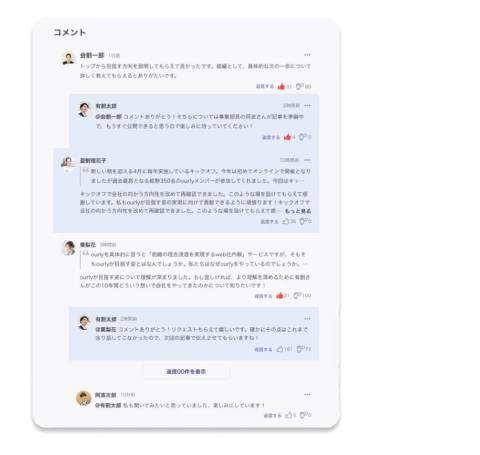 コメント
会割一郎 1日前
トップから目指す方向を説明してもらえて良かったです。続編として、具体的な次の一歩について
詳しく教えてもらえるとありがたいです。
返信する 31 80
有割太郎 2時間前
@会割一郎 コメントありがとう!そちらについては事業部長の阿波さんが記事を準備中
で、もうすぐ公開できると思うので楽しみに待っていてください!
返信する 4 0
10時間前
新しい期を迎える4月に毎年実施しているキックオフ。今年は初めてオンラインで開催となり
ましたが過去最高となる総勢350名のourlyメンバーが参加してくれました。今回はキッ…
キックオフで会社の向かう方向性を改めて再確認できました。このような場を設けてもらえて感
謝しています。私もourlyが目指す姿の実現に向けて貢献できるように頑張ります!キックオフで
会社の向かう方向性を改めて再確認できました。このような場を設けてもらえて感… もっと見る
返信する 36 0
葉梨花 3時間前
ourlyを具体的に言うと「組織の理念浸透を実現するweb社内報」サービスですが、そもそ
もourlyが目指す姿とはなんでしょうか。私たちはなぜourlyをやっているのでしょうか。…
ourlyが目指す姿について理解が深まりました。もし宜しければ、より理解を深めるために有割さ
んがこの10年間どういう想いで会社をやってきたのかについて知りたいです!
返信する 31 100
有割太郎 2時間前
@葉梨花 コメントありがとう!リクエストもらえて嬉しいです。確かにその点はこれまで
余り話してこなかったので、次回の記事で伝えさせてもらいますね!
返信する 161 72
返信00件を表示
阿波次郎 10分前
@有割太郎 私も聞いてみたいと思っていました、楽しみにしています!
返信する 5 0